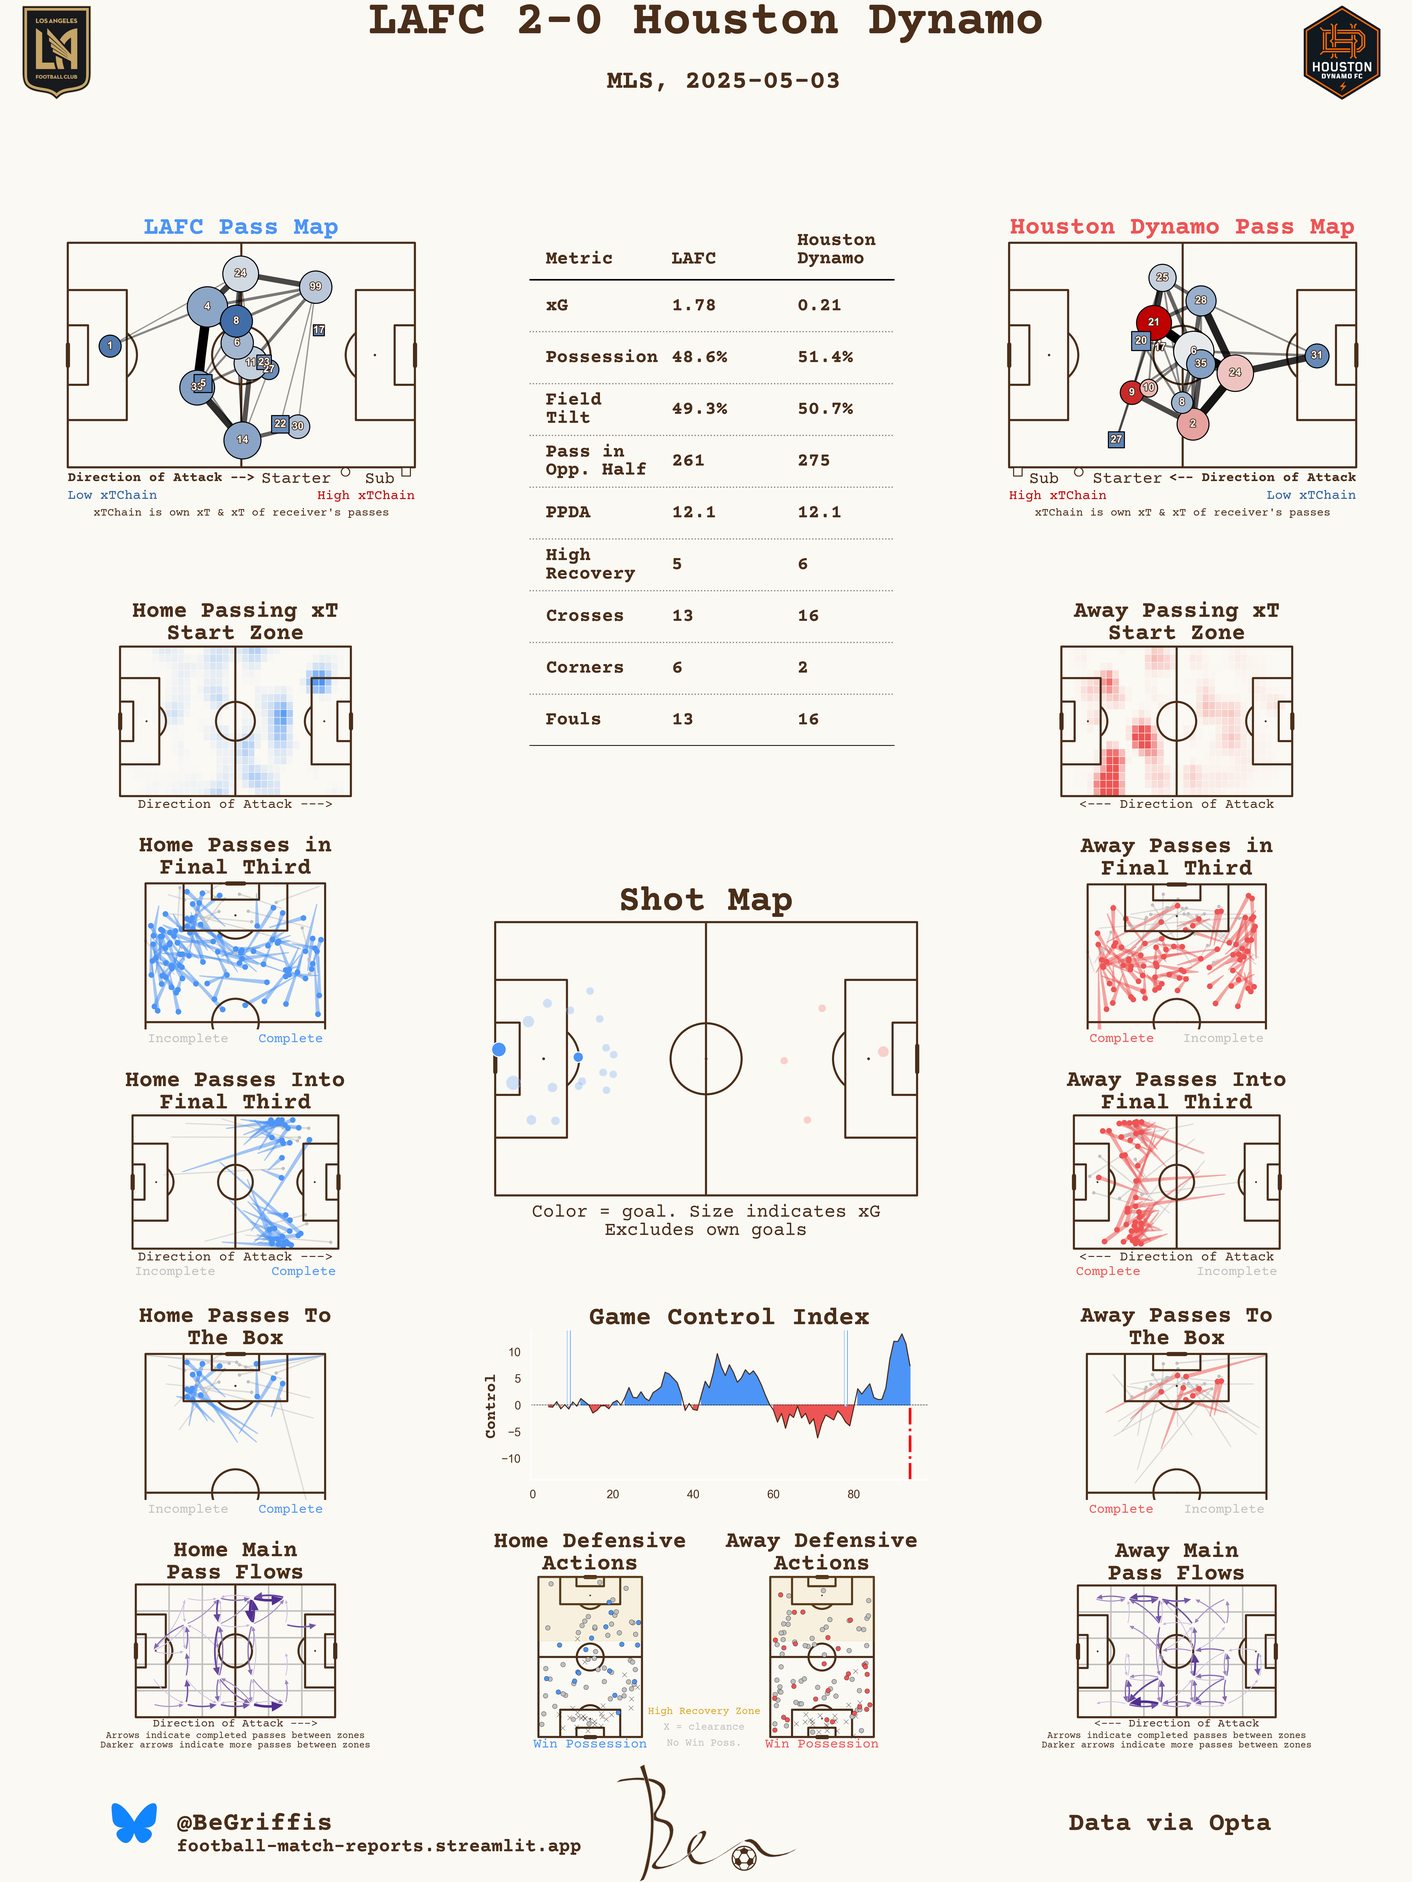 LAFC 2-0 Houston Dynamo
MLS, 2025-05-03
LOS ANGELES
FOOTBALL CLUB
HOUSTON
DYNAMO FC
LAFC Pass Map
24
99
4
8
6
17
1
11
23
27
33
5
22
30
14
Direction of Attack --> Starter Sub
Low xTChain High xTChain
xTChain is own xT & xT of receiver's passes
Metric LAFC Houston Dynamo
xG 1.78 0.21
Possession 48.6% 51.4%
Field Tilt 49.3% 50.7%
Pass in Opp. Half 261 275
PPDA 12.1 12.1
High Recovery 5 6
Crosses 13 16
Corners 6 2
Fouls 13 16
Houston Dynamo Pass Map
25
28
21
20
17
6
35
31
24
9
10
8
2
27
Sub Starter <-- Direction of Attack
High xTChain Low xTChain
xTChain is own xT & xT of receiver's passes
Home Passing xT
Start Zone
Direction of Attack --->
Away Passing xT
Start Zone
<--- Direction of Attack
Home Passes in
Final Third
Incomplete Complete
Away Passes in
Final Third
Complete Incomplete
Shot Map
Color = goal. Size indicates xG
Excludes own goals
Home Passes Into
Final Third
Direction of Attack --->
Incomplete Complete
Away Passes Into
Final Third
<--- Direction of Attack
Complete Incomplete
Home Passes To
The Box
Incomplete Complete
Game Control Index
Control
10
5
0
−5
−10
0 20 40 60 80
Away Passes To
The Box
Complete Incomplete
Home Main
Pass Flows
Direction of Attack --->
Arrows indicate completed passes between zones
Darker arrows indicate more passes between zones
Home Defensive
Actions
Win Possession
High Recovery Zone
X = clearance
No Win Poss.
Away Defensive
Actions
Win Possession
Away Main
Pass Flows
<--- Direction of Attack
Arrows indicate completed passes between zones
Darker arrows indicate more passes between zones
@BeGriffis
football-match-reports.streamlit.app
Ben
Data via Opta